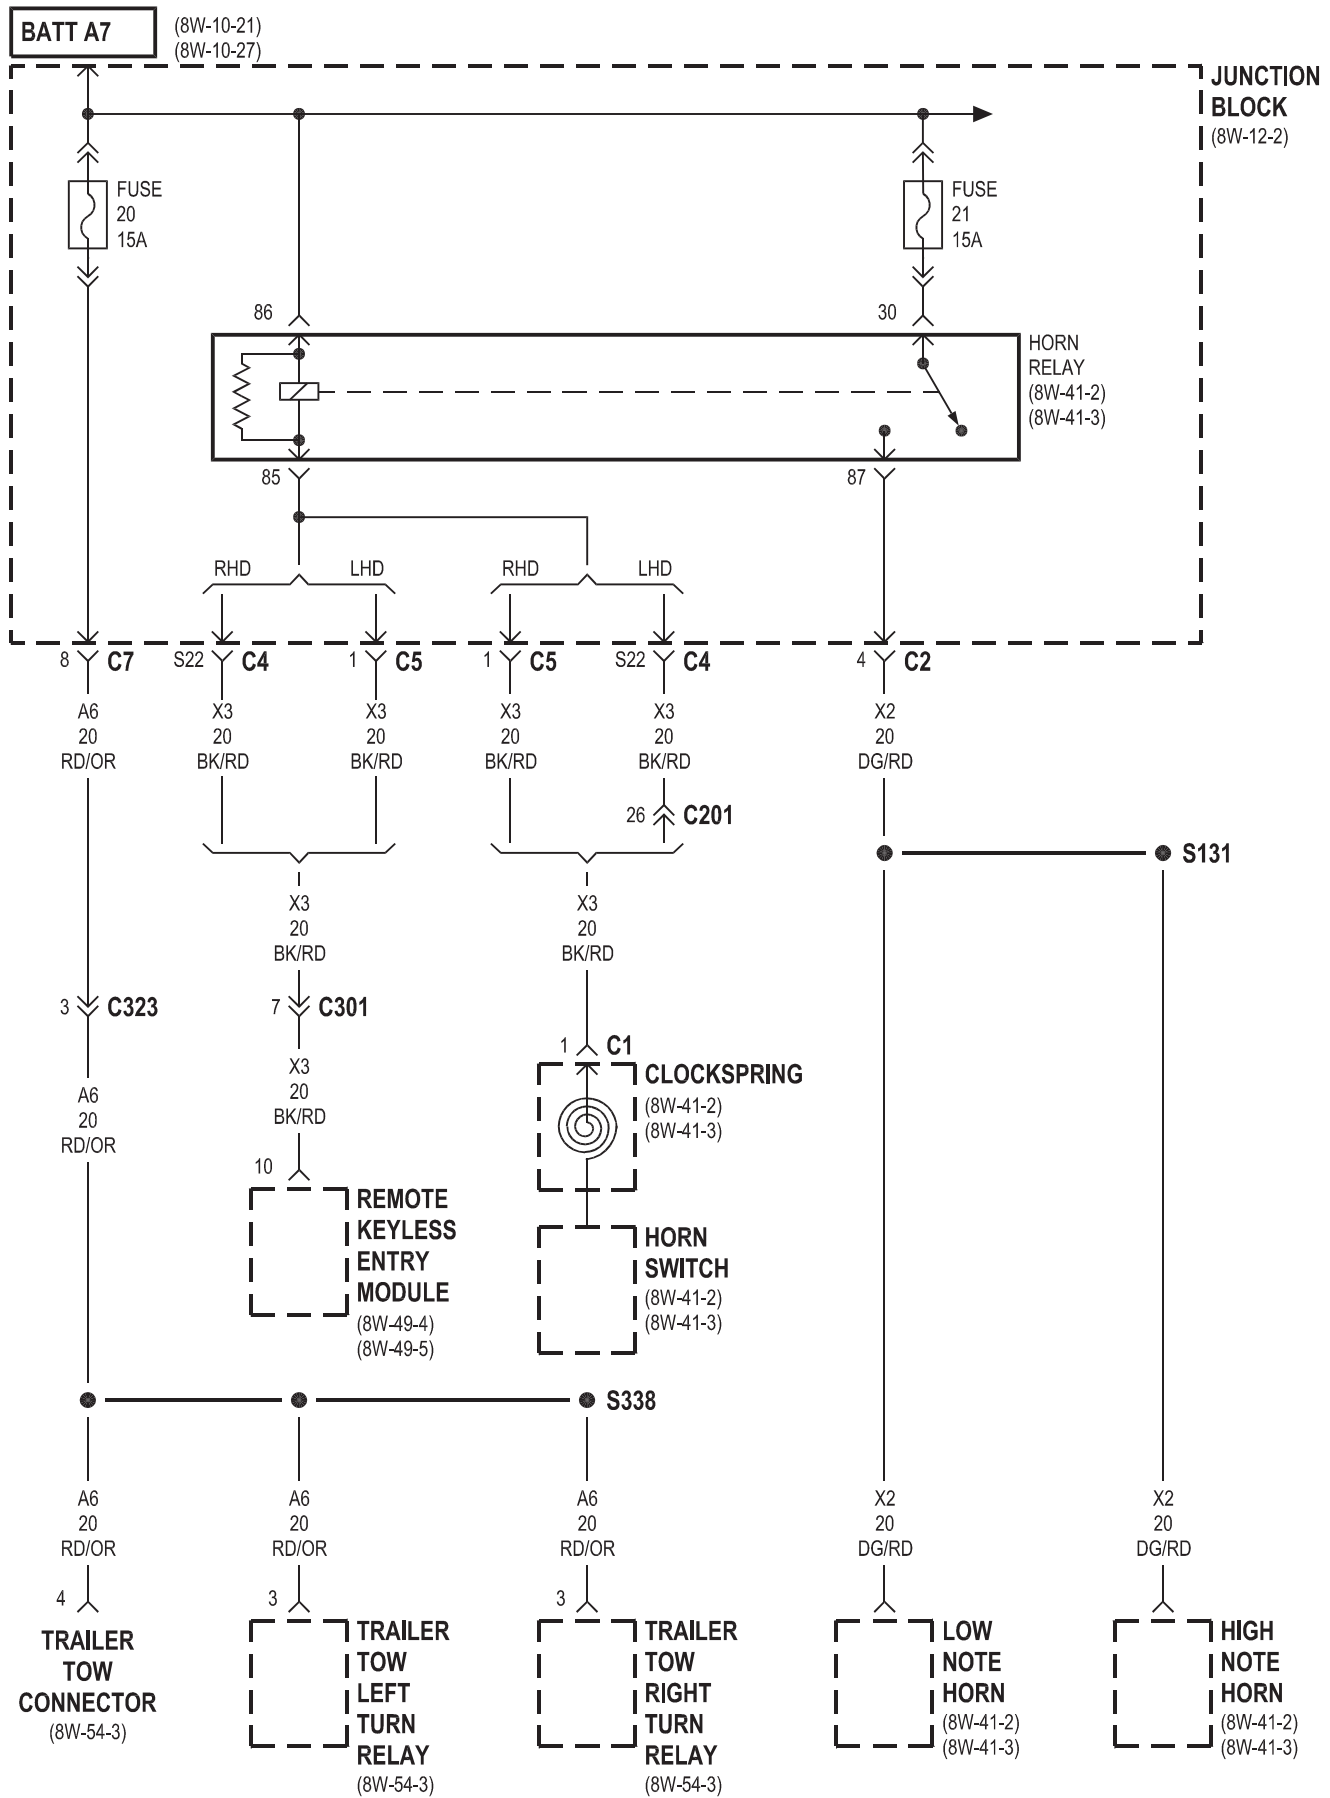 BATT A7
(8W-10-21)
(8W-10-27)
JUNCTION
BLOCK
(8W-12-2)
FUSE
20
15A
FUSE
21
15A
86
30
HORN
RELAY
(8W-41-2)
(8W-41-3)
85
87
RHD
LHD
RHD
LHD
8 C7
S22 C4
1 C5
1 C5
S22 C4
4 C2
A6
20
RD/OR
X3
20
BK/RD
X3
20
BK/RD
X3
20
BK/RD
X3
20
BK/RD
X2
20
DG/RD
26 C201
S131
X3
20
BK/RD
X3
20
BK/RD
3 C323
7 C301
1 C1
A6
20
RD/OR
X3
20
BK/RD
CLOCKSPRING
(8W-41-2)
(8W-41-3)
10
REMOTE
KEYLESS
ENTRY
MODULE
(8W-49-4)
(8W-49-5)
HORN
SWITCH
(8W-41-2)
(8W-41-3)
S338
A6
20
RD/OR
A6
20
RD/OR
A6
20
RD/OR
X2
20
DG/RD
X2
20
DG/RD
4
3
3
TRAILER
TOW
CONNECTOR
(8W-54-3)
TRAILER
TOW
LEFT
TURN
RELAY
(8W-54-3)
TRAILER
TOW
RIGHT
TURN
RELAY
(8W-54-3)
LOW
NOTE
HORN
(8W-41-2)
(8W-41-3)
HIGH
NOTE
HORN
(8W-41-2)
(8W-41-3)